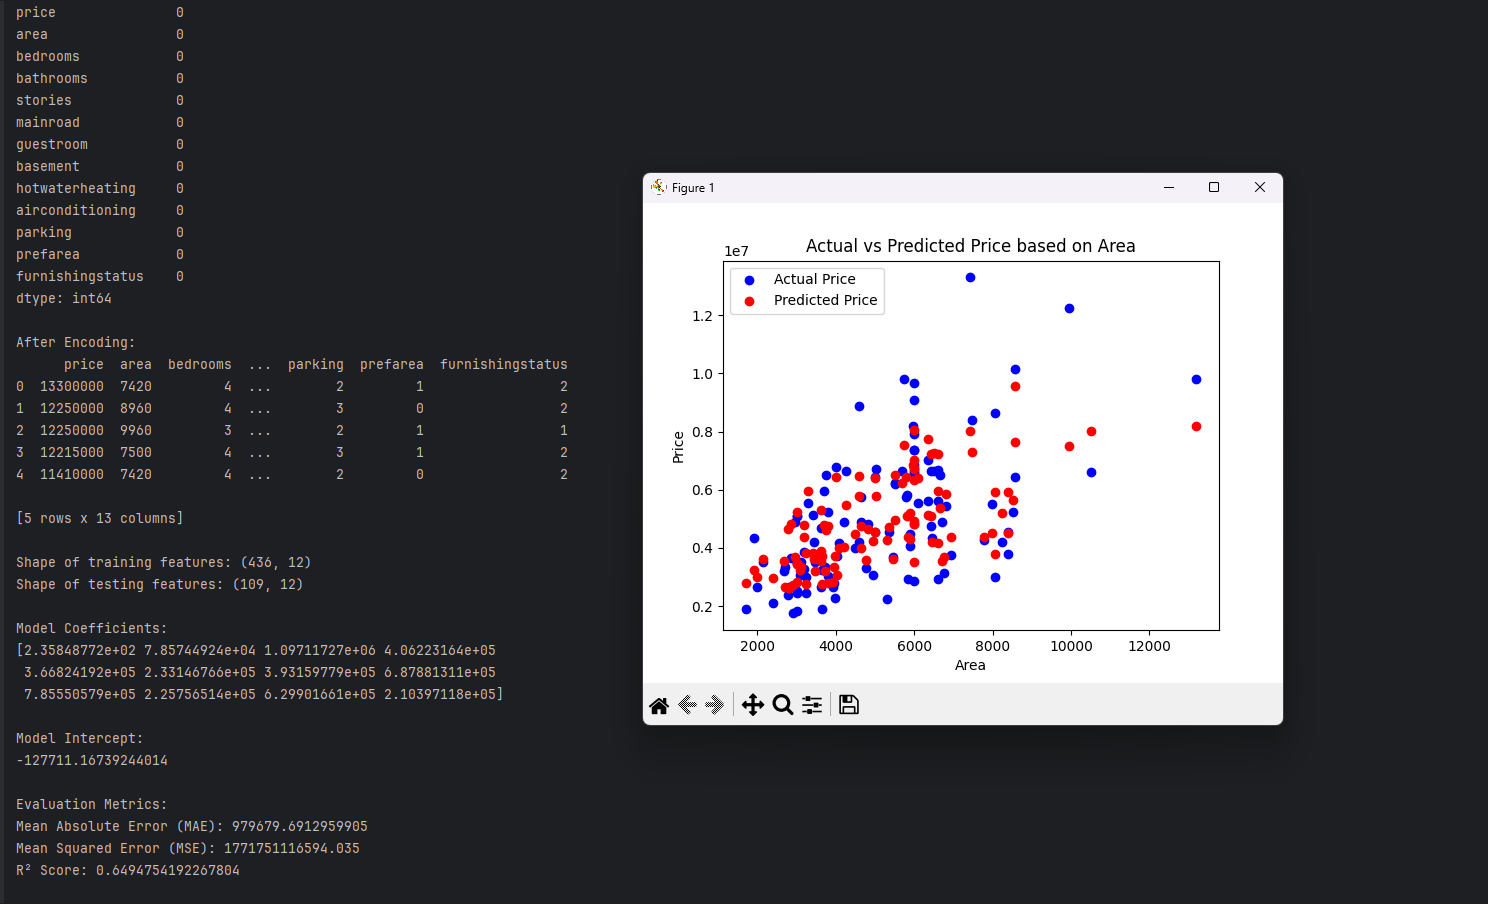 price               0
area                0
bedrooms            0
bathrooms           0
stories             0
mainroad            0
guestroom           0
basement            0
hotwaterheating     0
airconditioning     0
parking             0
prefarea            0
furnishingstatus    0
dtype: int64
After Encoding:
      price  area  bedrooms  ...  parking  prefarea  furnishingstatus
0  13300000  7420         4  ...        2         1                 2
1  12250000  8960         4  ...        3         0                 2
2  12250000  9960         3  ...        2         1                 1
3  12215000  7500         4  ...        3         1                 2
4  11410000  7420         4  ...        2         0                 2
[5 rows x 13 columns]
Shape of training features: (436, 12)
Shape of testing features: (109, 12)
Model Coefficients:
[2.35848772e+02 7.85744924e+04 1.09711727e+06 4.06223164e+05
 3.66824192e+05 2.33146766e+05 3.93159779e+05 6.87881311e+05
 7.85550579e+05 2.25756514e+05 6.29901661e+05 2.10397118e+05]
Model Intercept:
-127711.16739244014
Evaluation Metrics:
Mean Absolute Error (MAE): 979679.6912959905
Mean Squared Error (MSE): 1771751116594.035
R² Score: 0.6494754192267804
Figure 1
Actual vs Predicted Price based on Area
1e7
Actual Price
Predicted Price
1.2
1.0
0.8
0.6
0.4
0.2
Price
2000 4000 6000 8000 10000 12000
Area